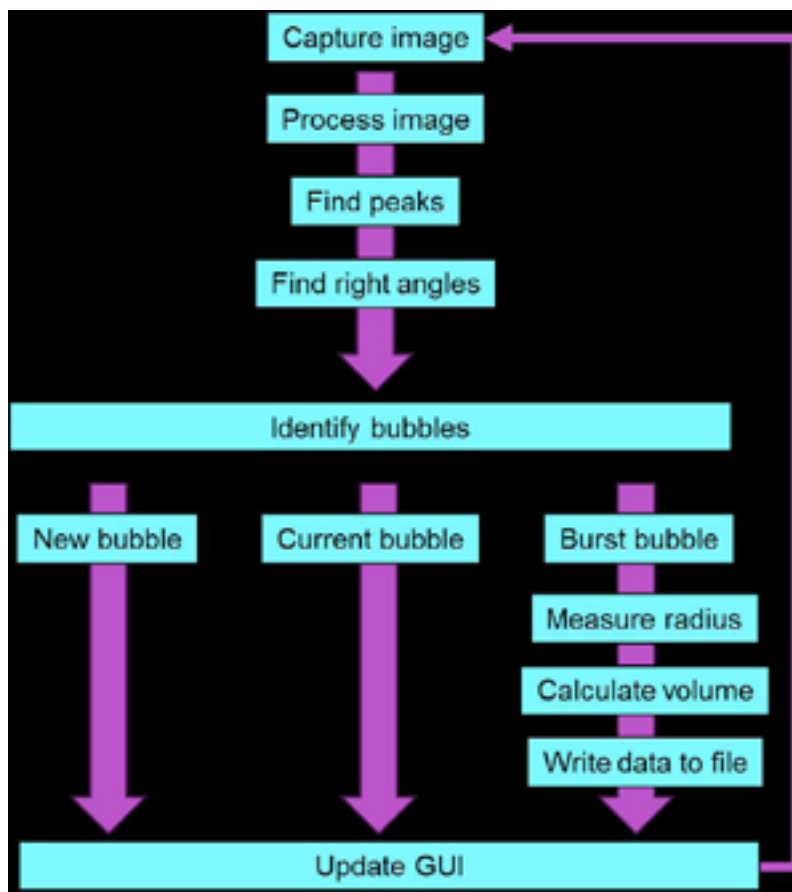 Capture image
Process image
Find peaks
Find right angles
Identify bubbles
New bubble
Current bubble
Burst bubble
Measure radius
Calculate volume
Write data to file
Update GUI